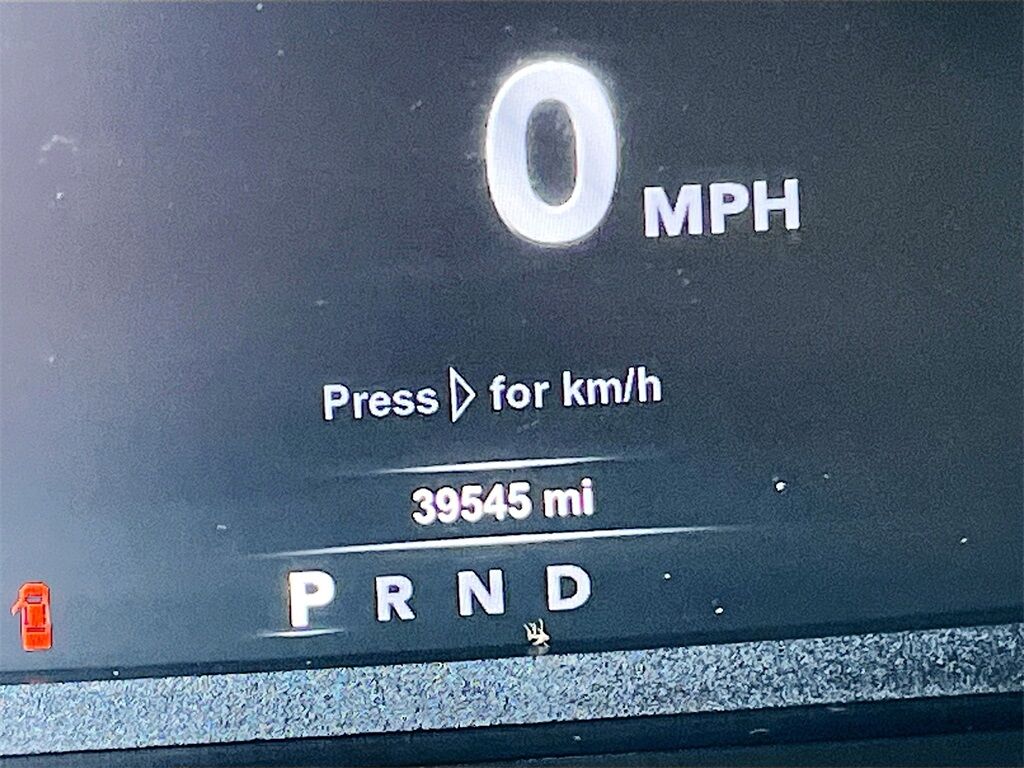 0 MPH
Press ▷ for km/h
39545 mi
P R N D